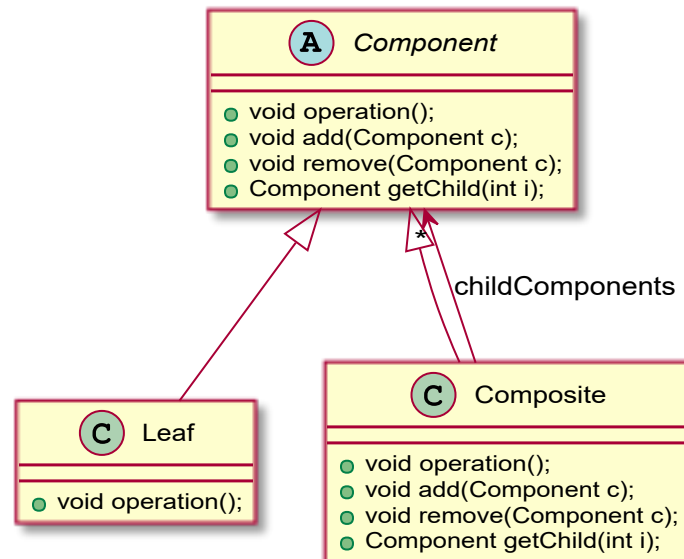 A Component
void operation();
void add(Component c);
void remove(Component c);
Component getChild(int i);
*
childComponents
C Leaf
void operation();
C Composite
void operation();
void add(Component c);
void remove(Component c);
Component getChild(int i);